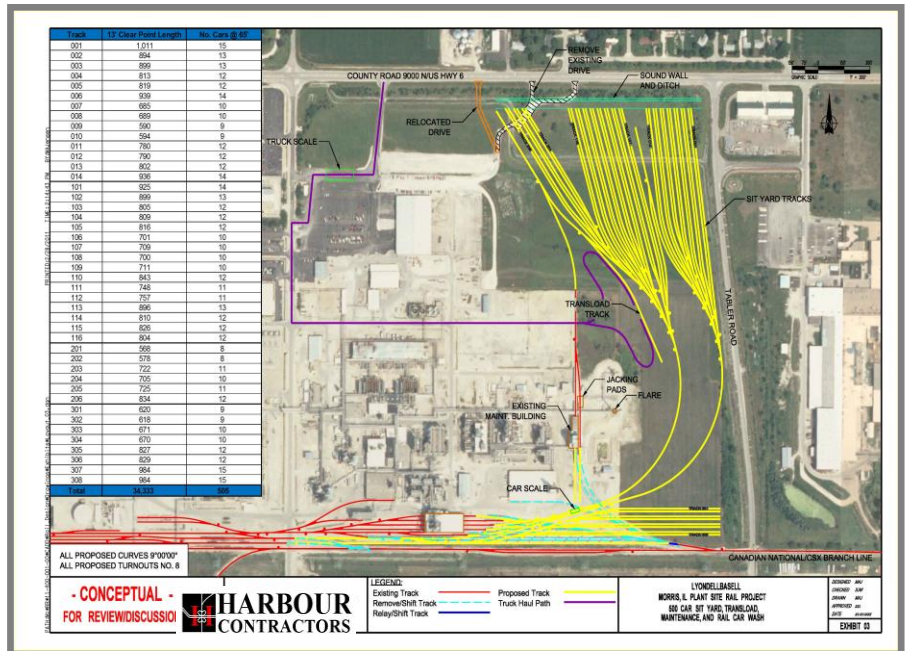 Track 13' Clear Point Length No. Cars @ 65'
001 1,011 15
002 894 13
003 899 13
004 813 12
005 819 12
006 939 14
007 685 10
008 689 10
009 590 9
010 594 9
011 780 12
012 790 12
013 802 12
014 936 14
101 925 14
102 899 13
103 805 12
104 809 12
105 816 12
106 701 10
107 709 10
108 700 10
109 711 10
110 843 12
111 748 11
112 757 11
113 896 13
114 810 12
115 826 12
116 804 12
201 568 8
202 578 8
203 722 11
204 705 10
205 725 11
206 834 12
301 620 9
302 618 9
303 671 10
304 670 10
305 827 12
306 829 12
307 984 15
308 984 15
Total 34,333 505
REMOVE
EXISTING
DRIVE
COUNTY ROAD 9000 N/US HWY 6
SOUND WALL
AND DITCH
GRAPHIC SCALE
RELOCATED
DRIVE
TRUCK SCALE
SIT YARD TRACKS
TRANSLOAD
TRACK
TABLER ROAD
JACKING
PADS
FLARE
EXISTING
MAINT. BUILDING
CAR SCALE
CANADIAN NATIONAL/CSX BRANCH LINE
ALL PROPOSED CURVES 9°00'00"
ALL PROPOSED TURNOUTS NO. 8
- CONCEPTUAL -
FOR REVIEW/DISCUSSIO
HARBOUR
CONTRACTORS
LEGEND:
Existing Track
Remove/Shift Track
Relay/Shift Track
Proposed Track
Truck Haul Path
LYONDELLBASELL
MORRIS, IL PLANT SITE RAIL PROJECT
500 CAR SIT YARD, TRANSLOAD,
MAINTENANCE, AND RAIL CAR WASH
DESIGNED
CHECKED
DRAWN
APPROVED
DATE
EXHIBIT 03